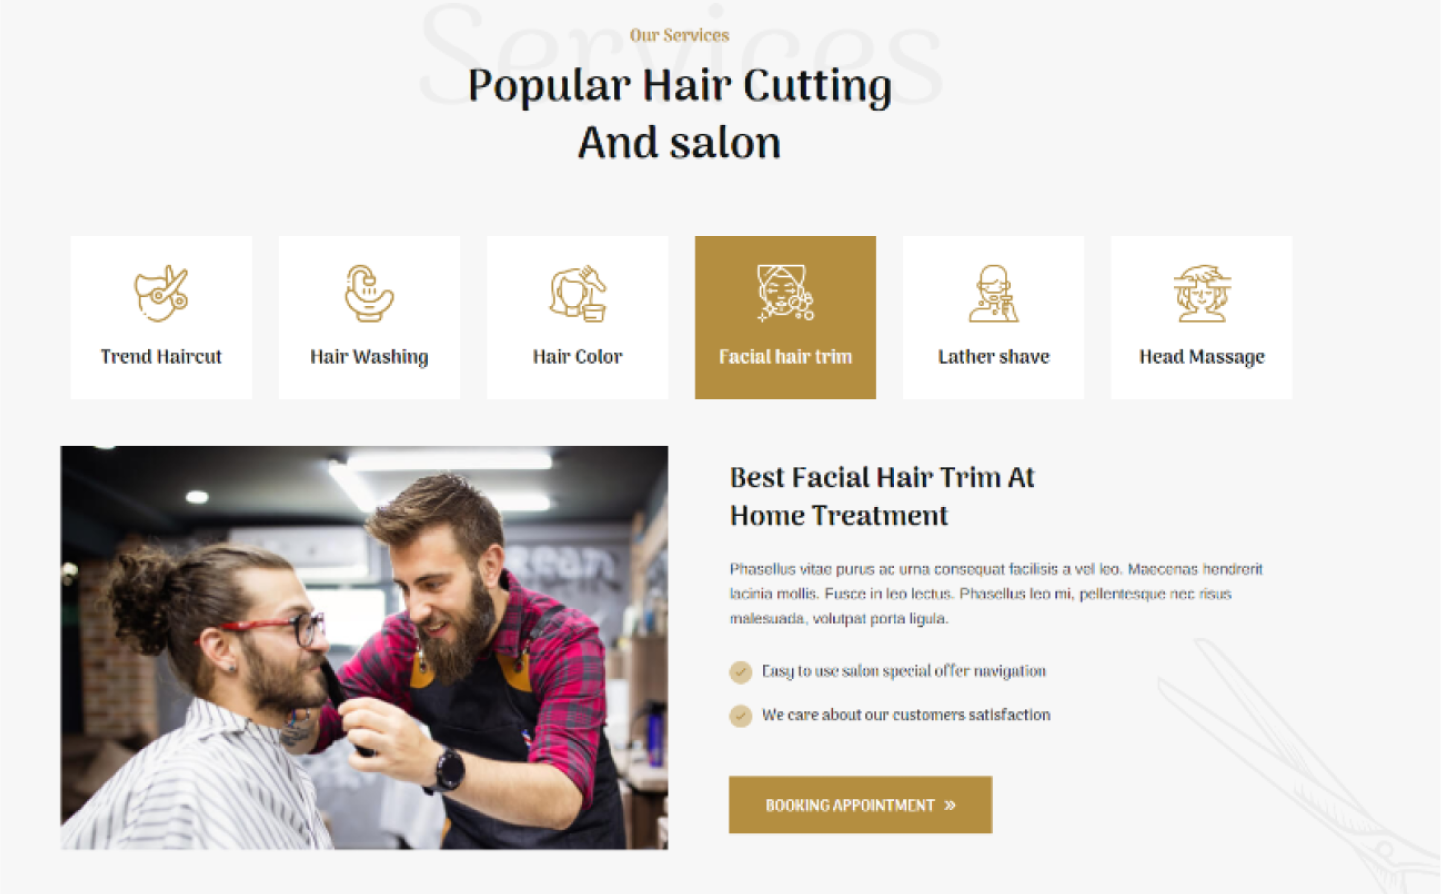 Services
Our Services
Popular Hair Cutting
And salon
Trend Haircut
Hair Washing
Hair Color
Facial hair trim
Lather shave
Head Massage
Best Facial Hair Trim At
Home Treatment
Phasellus vitae purus ac urna consequat facilisis a vel leo. Maecenas hendrerit
lacinia mollis. Fusce in leo lectus. Phasellus leo mi, pellentesque nec risus
malesuada, volutpat porta ligula.
Easy to use salon special offer navigation
We care about our customers satisfaction
BOOKING APPOINTMENT »